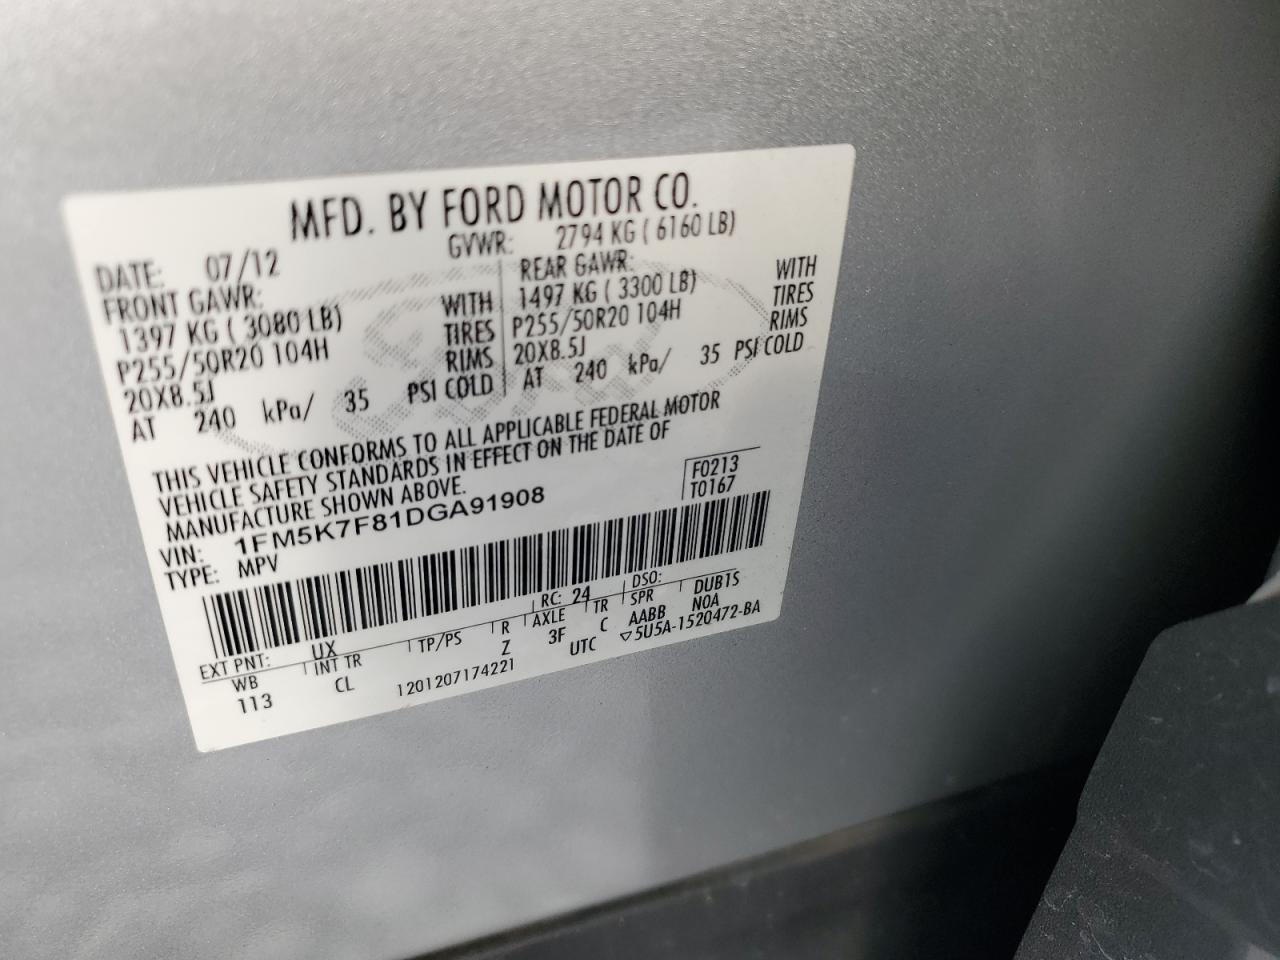 MFD. BY FORD MOTOR CO.
DATE: 07/12 GVWR: 2794 KG ( 6160 LB)
FRONT GAWR: REAR GAWR:
1397 KG ( 3080 LB) WITH 1497 KG ( 3300 LB) WITH
P255/50R20 104H TIRES P255/50R20 104H TIRES
20X8.5J RIMS 20X8.5J RIMS
AT 240 kPa/ 35 PSI COLD AT 240 kPa/ 35 PSI COLD
THIS VEHICLE CONFORMS TO ALL APPLICABLE FEDERAL MOTOR
VEHICLE SAFETY STANDARDS IN EFFECT ON THE DATE OF
MANUFACTURE SHOWN ABOVE.
F0213
T0167
VIN: 1FM5K7F81DGA91908
TYPE: MPV
EXT PNT: UX RC: 24 DSO:
WB INT TR TP/PS R AXLE TR SPR DUB1S
113 CL Z 3F C AABB N0A
1201207174221 UTC ▽5U5A-1520472-BA